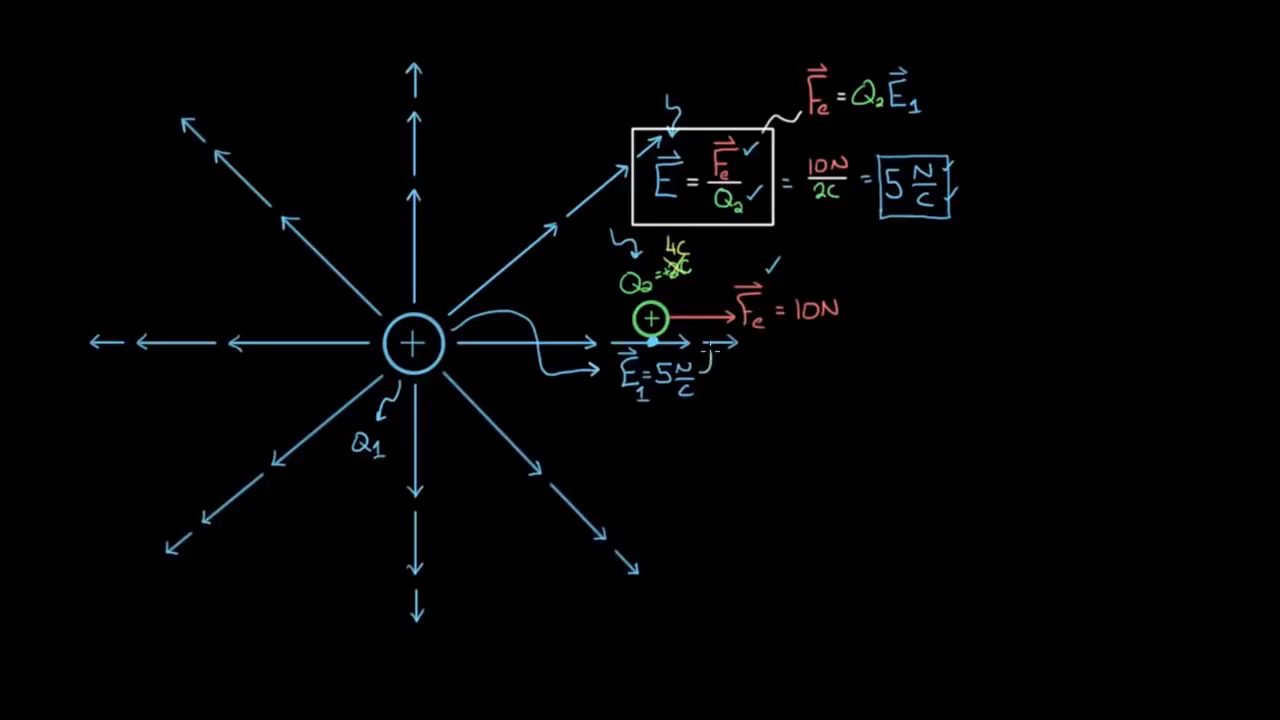 F⃗e = Q₂E⃗₁
E⃗ = F⃗e / Q₂ = 10N / 2C = 5 N/C
4C
Q₂ = +2C
+
F⃗e = 10N
+
E⃗₁ = 5 N/C
Q₁